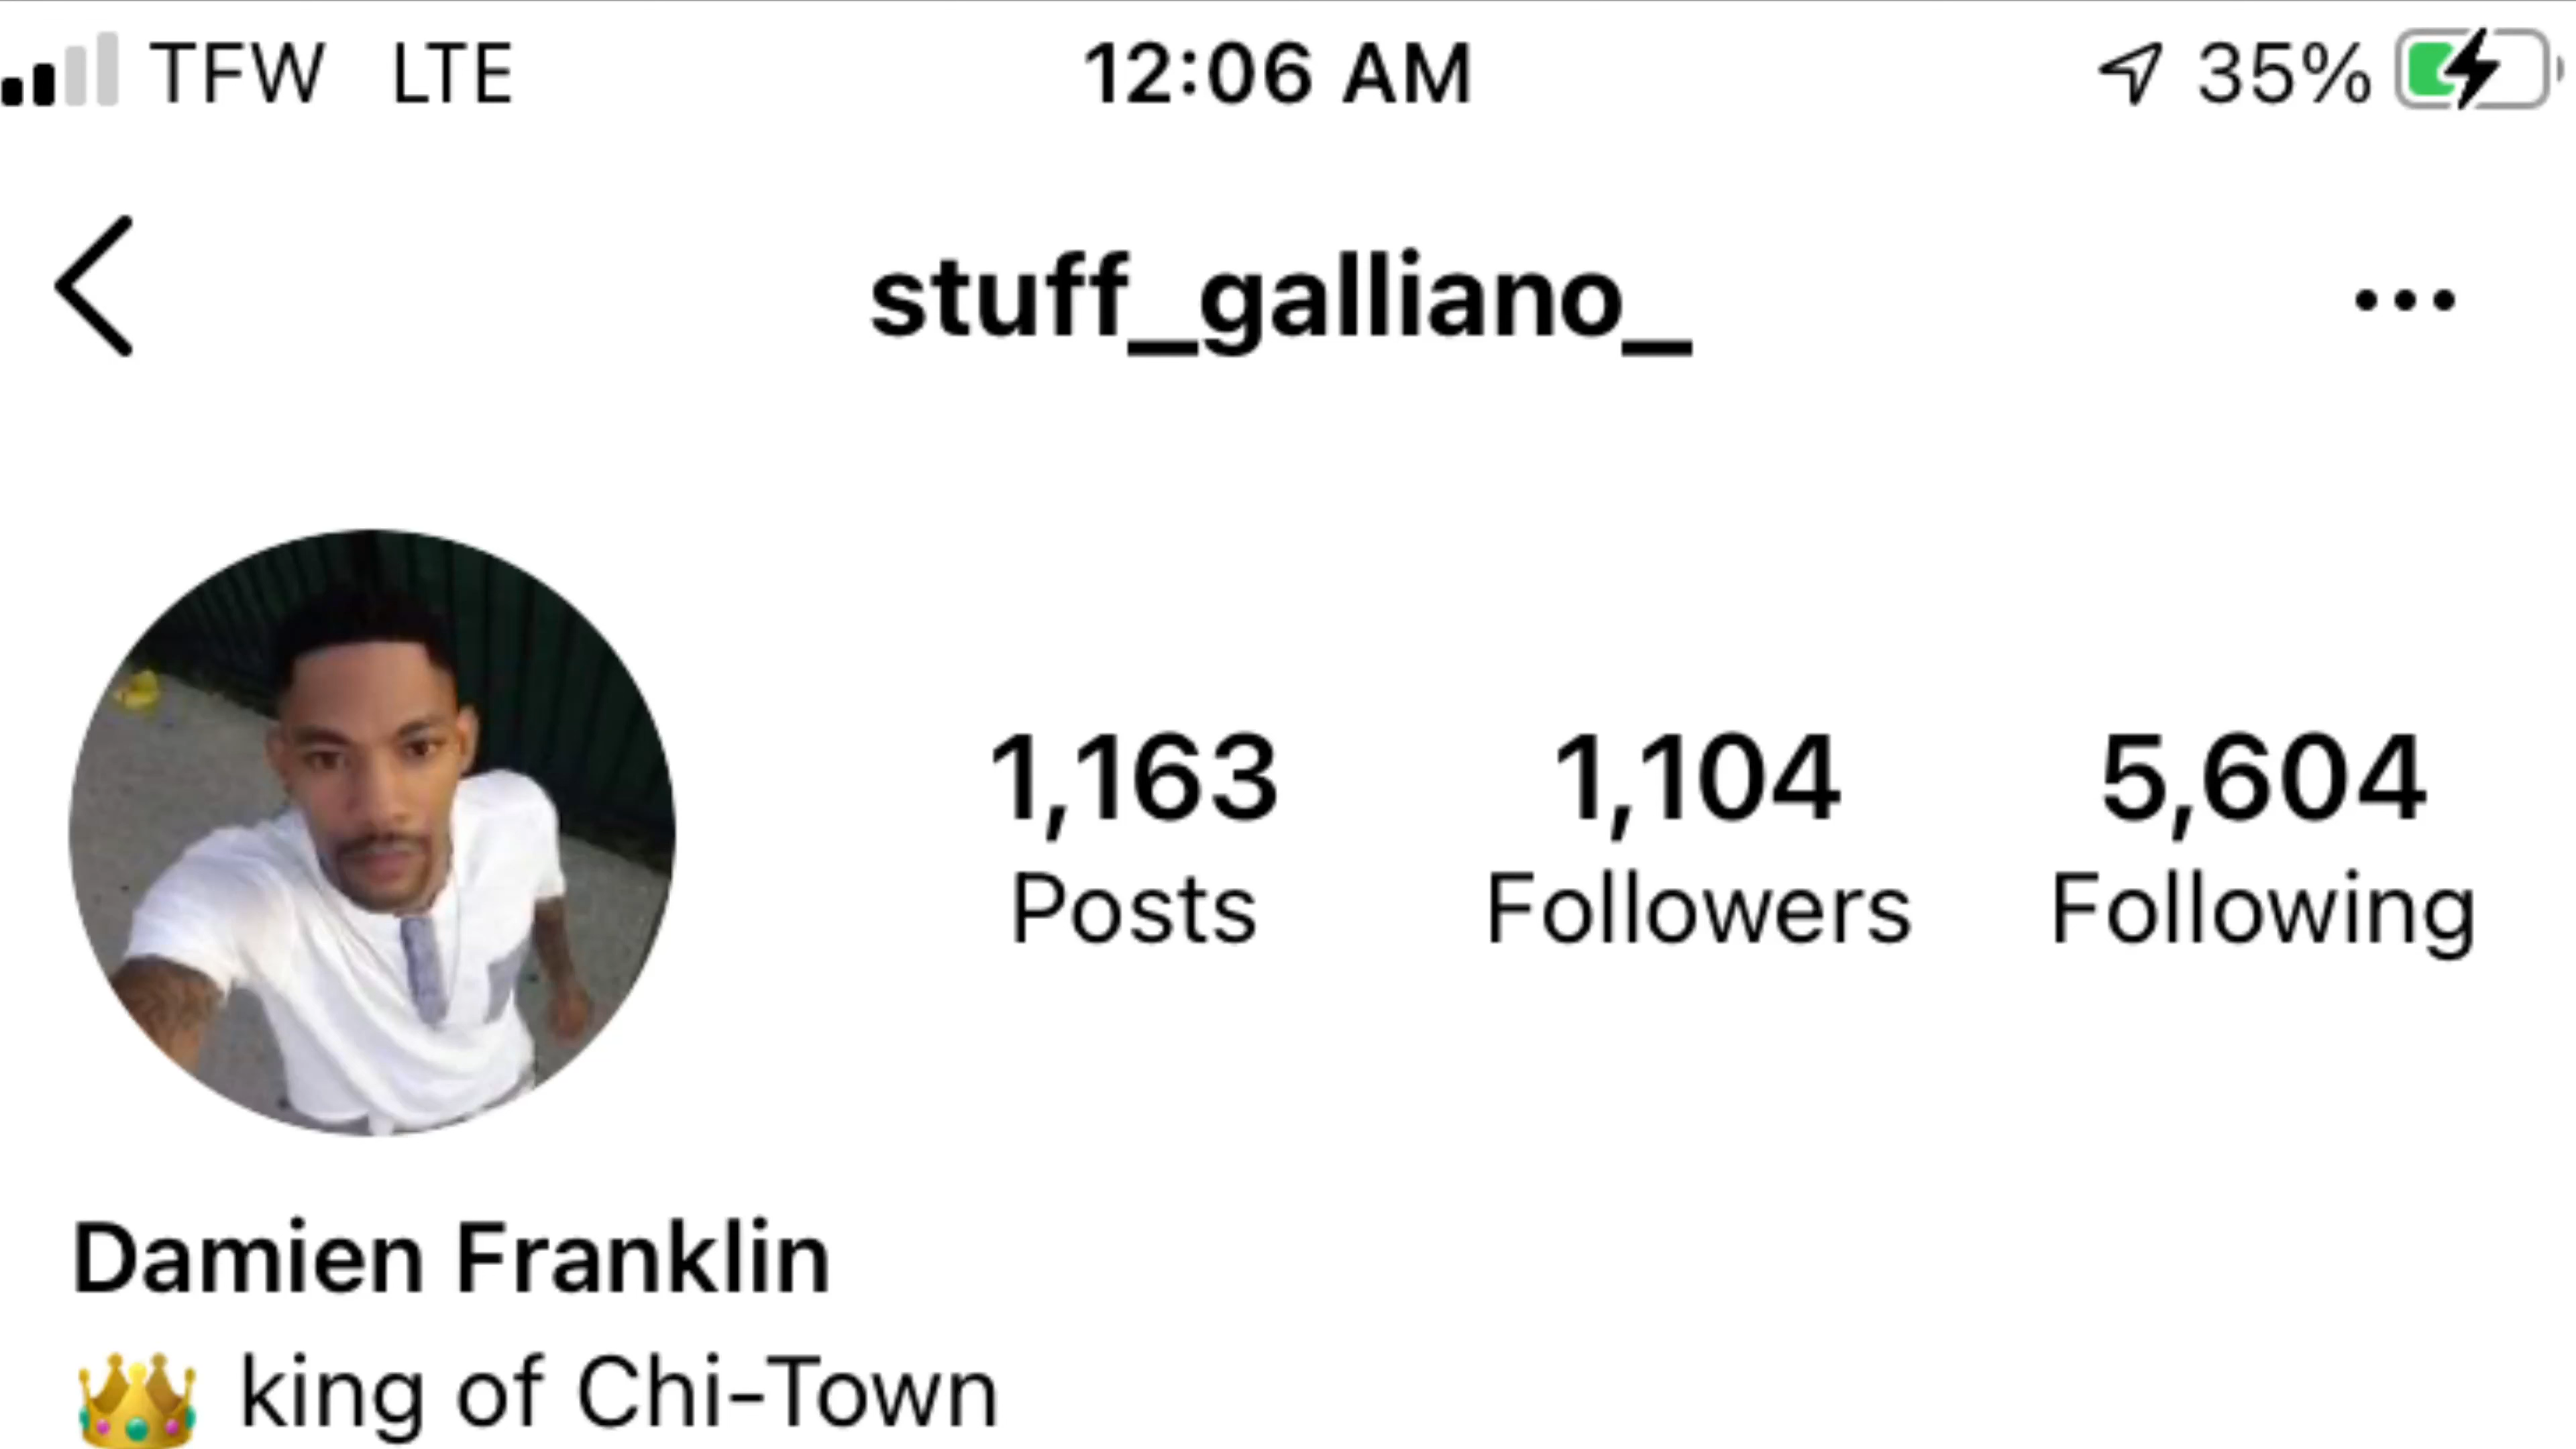 TFW LTE 12:06 AM 35%
stuff_galliano_
1,163 1,104 5,604
Posts Followers Following
Damien Franklin
👑 king of Chi-Town